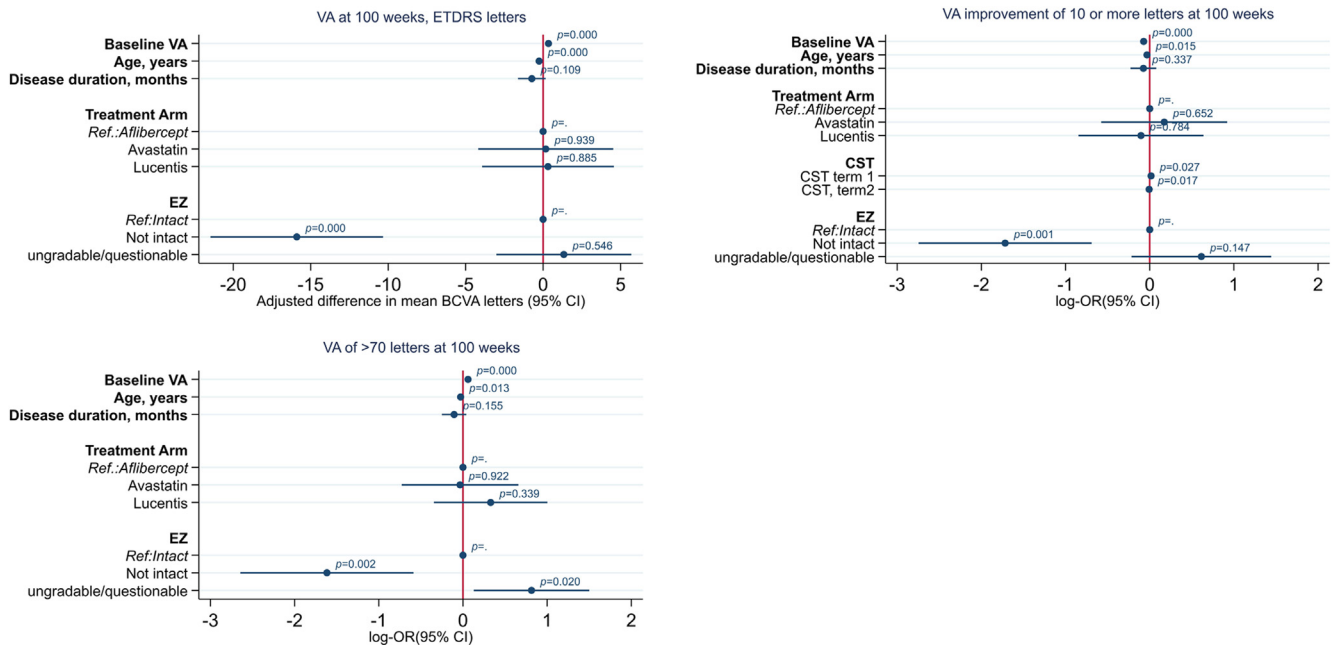 VA at 100 weeks, ETDRS letters
Baseline VA p=0.000
Age, years p=0.000
Disease duration, months p=0.109
Treatment Arm
Ref.:Aflibercept p=.
Avastatin p=0.939
Lucentis p=0.885
EZ
Ref:Intact p=.
Not intact p=0.000
ungradable/questionable p=0.546
-20 -15 -10 -5 0 5
Adjusted difference in mean BCVA letters (95% CI)
VA improvement of 10 or more letters at 100 weeks
Baseline VA p=0.000
Age, years p=0.015
Disease duration, months p=0.337
Treatment Arm
Ref.:Aflibercept p=.
Avastatin p=0.652
Lucentis p=0.784
CST
CST term 1 p=0.027
CST, term2 p=0.017
EZ
Ref:Intact p=.
Not intact p=0.001
ungradable/questionable p=0.147
-3 -2 -1 0 1 2
log-OR(95% CI)
VA of >70 letters at 100 weeks
Baseline VA p=0.000
Age, years p=0.013
Disease duration, months p=0.155
Treatment Arm
Ref.:Aflibercept p=.
Avastatin p=0.922
Lucentis p=0.339
EZ
Ref:Intact p=.
Not intact p=0.002
ungradable/questionable p=0.020
-3 -2 -1 0 1 2
log-OR(95% CI)